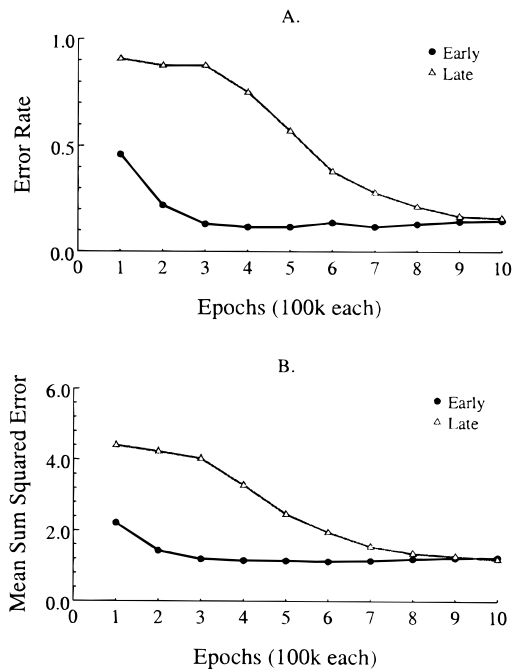 A.
1.0
Early
Late
Error Rate
0.5
0.0
0 1 2 3 4 5 6 7 8 9 10
Epochs (100k each)
B.
6.0
Early
Late
Mean Sum Squared Error
4.0
2.0
0.0
0 1 2 3 4 5 6 7 8 9 10
Epochs (100k each)